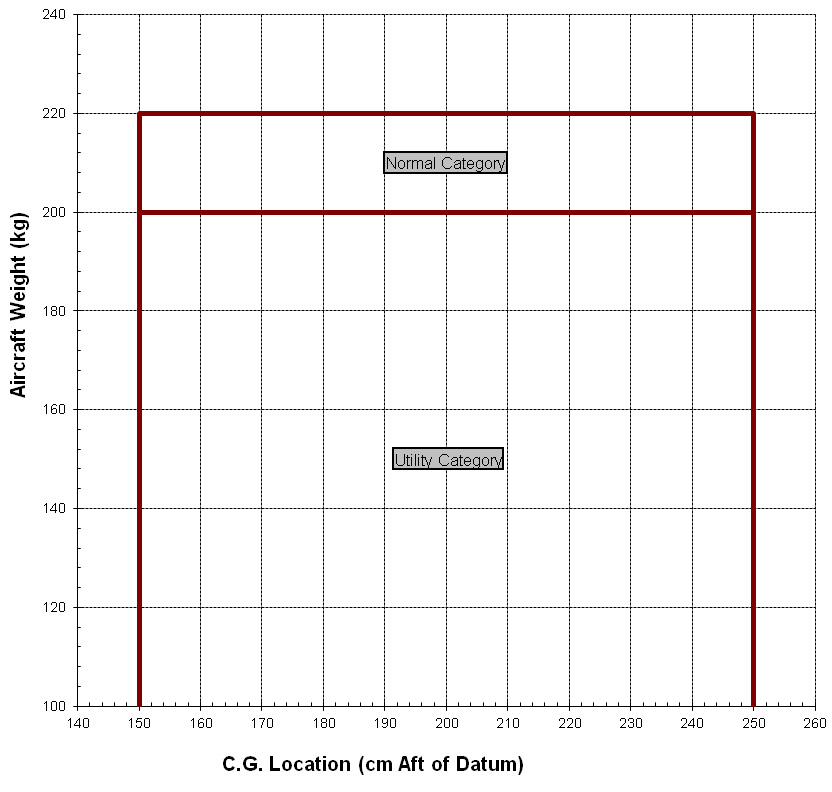 240
220
Normal Category
200
Aircraft Weight (kg)
180
160
Utility Category
140
120
100
140 150 160 170 180 190 200 210 220 230 240 250 260
C.G. Location (cm Aft of Datum)